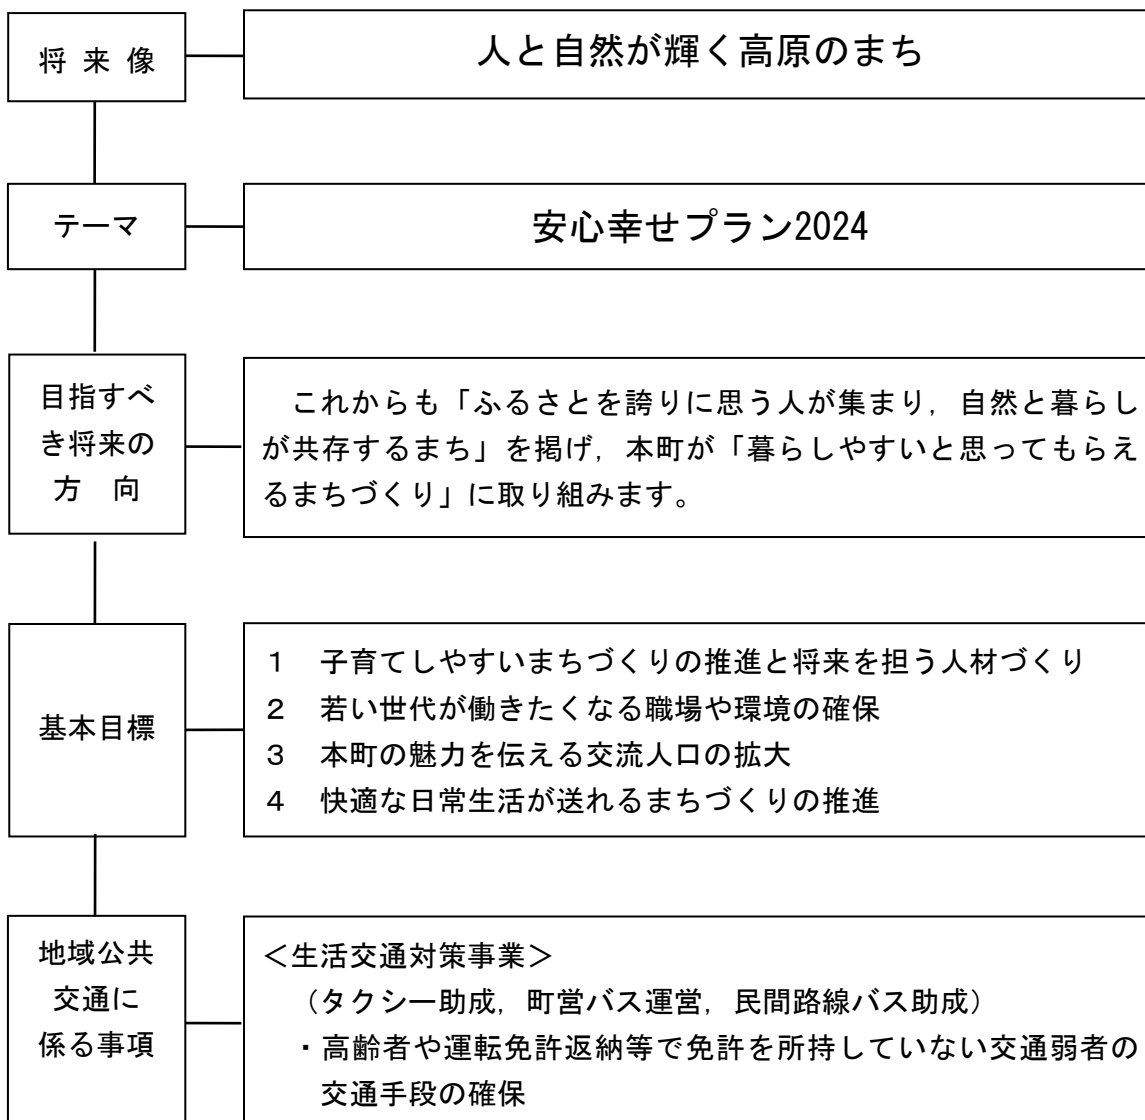 将来像
人と自然が輝く高原のまち
テーマ
安心幸せプラン2024
目指すべ
き将来の
方　向
これからも「ふるさとを誇りに思う人が集まり，自然と暮らし
が共存するまち」を掲げ，本町が「暮らしやすいと思ってもらえ
るまちづくり」に取り組みます。
基本目標
１　子育てしやすいまちづくりの推進と将来を担う人材づくり
２　若い世代が働きたくなる職場や環境の確保
３　本町の魅力を伝える交流人口の拡大
４　快適な日常生活が送れるまちづくりの推進
地域公共
交通に
係る事項
＜生活交通対策事業＞
（タクシー助成，町営バス運営，民間路線バス助成）
・高齢者や運転免許返納等で免許を所持していない交通弱者の
交通手段の確保